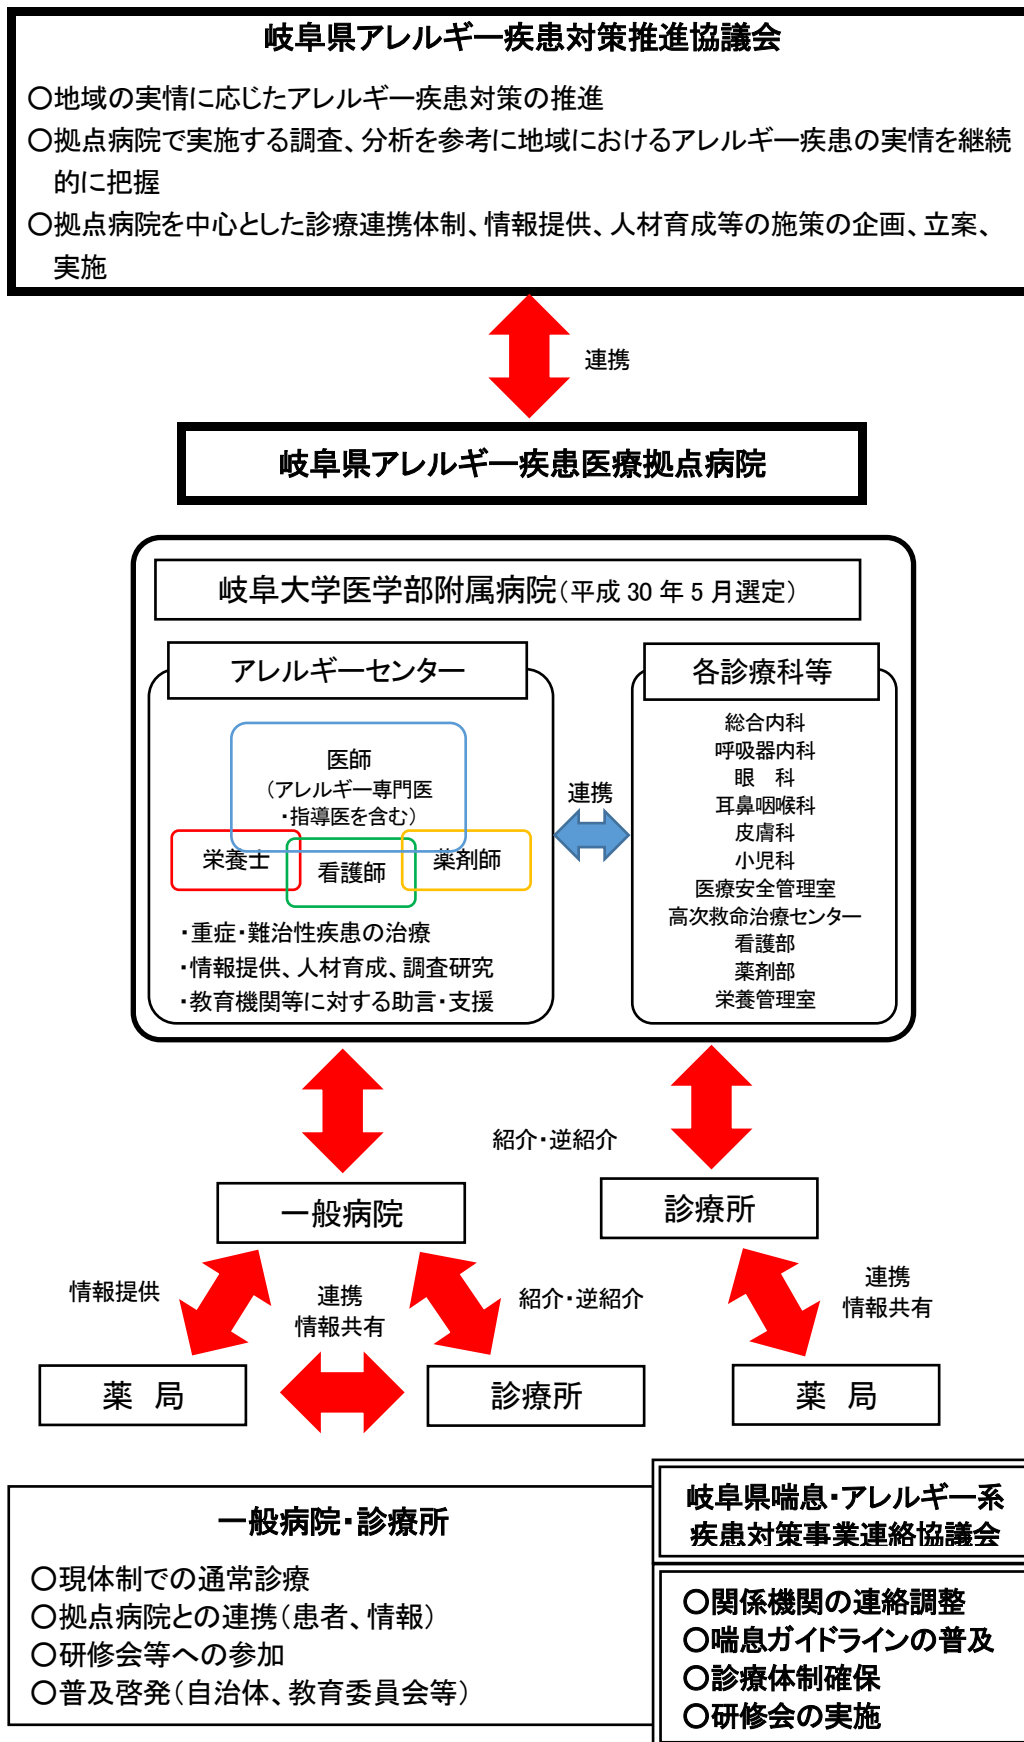 岐阜県アレルギー疾患対策推進協議会
〇地域の実情に応じたアレルギー疾患対策の推進
〇拠点病院で実施する調査、分析を参考に地域におけるアレルギー疾患の実情を継続
的に把握
〇拠点病院を中心とした診療連携体制、情報提供、人材育成等の施策の企画、立案、
実施
連携
岐阜県アレルギー疾患医療拠点病院
岐阜大学医学部附属病院（平成 30 年 5 月選定）
アレルギーセンター
医師
（アレルギー専門医
・指導医を含む）
栄養士
看護師
薬剤師
・重症・難治性疾患の治療
・情報提供、人材育成、調査研究
・教育機関等に対する助言・支援
連携
各診療科等
総合内科
呼吸器内科
眼　科
耳鼻咽喉科
皮膚科
小児科
医療安全管理室
高次救命治療センター
看護部
薬剤部
栄養管理室
紹介・逆紹介
一般病院
診療所
情報提供
連携
情報共有
紹介・逆紹介
連携
情報共有
薬　局
診療所
薬　局
一般病院・診療所
〇現体制での通常診療
〇拠点病院との連携（患者、情報）
〇研修会等への参加
〇普及啓発（自治体、教育委員会等）
岐阜県喘息・アレルギー系
疾患対策事業連絡協議会
〇関係機関の連絡調整
〇喘息ガイドラインの普及
〇診療体制確保
〇研修会の実施